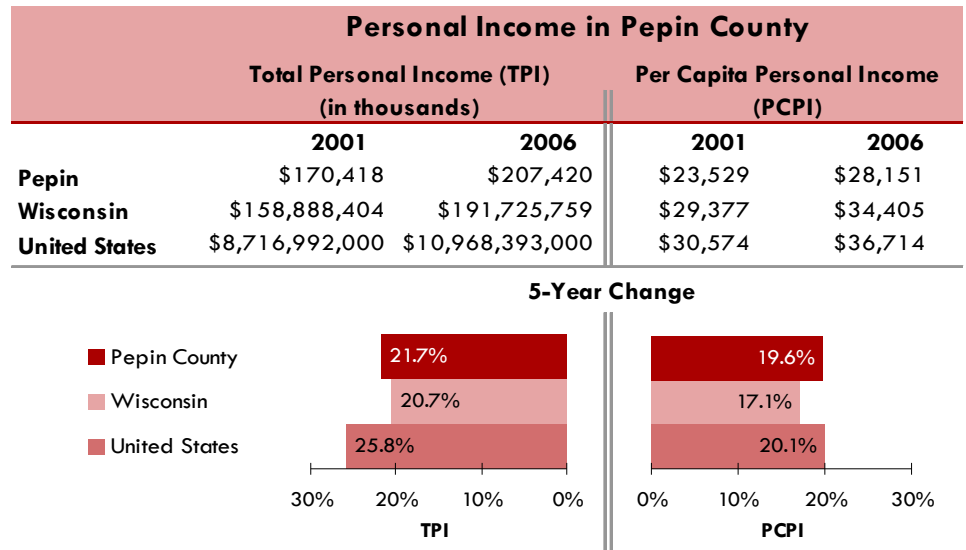 Personal Income in Pepin County
Total Personal Income (TPI) Per Capita Personal Income
(in thousands) (PCPI)
2001 2006 2001 2006
Pepin $170,418 $207,420 $23,529 $28,151
Wisconsin $158,888,404 $191,725,759 $29,377 $34,405
United States $8,716,992,000 $10,968,393,000 $30,574 $36,714
5-Year Change
Pepin County 21.7% 19.6%
Wisconsin 20.7% 17.1%
United States 25.8% 20.1%
30% 20% 10% 0% 0% 10% 20% 30%
TPI PCPI